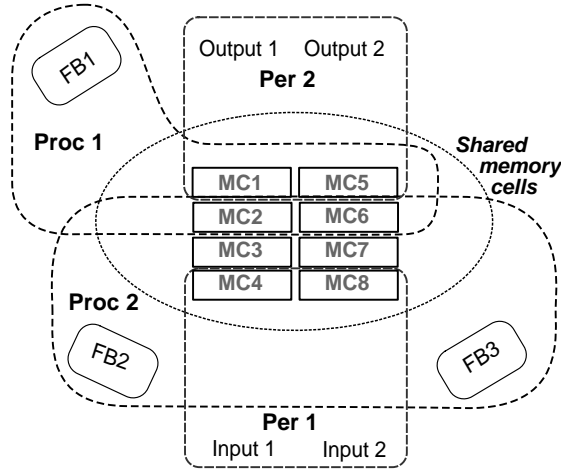 Output 1 Output 2
Per 2
FB1
Proc 1
Shared
memory
cells
MC1 MC5
MC2 MC6
MC3 MC7
MC4 MC8
Proc 2
FB2
FB3
Per 1
Input 1 Input 2